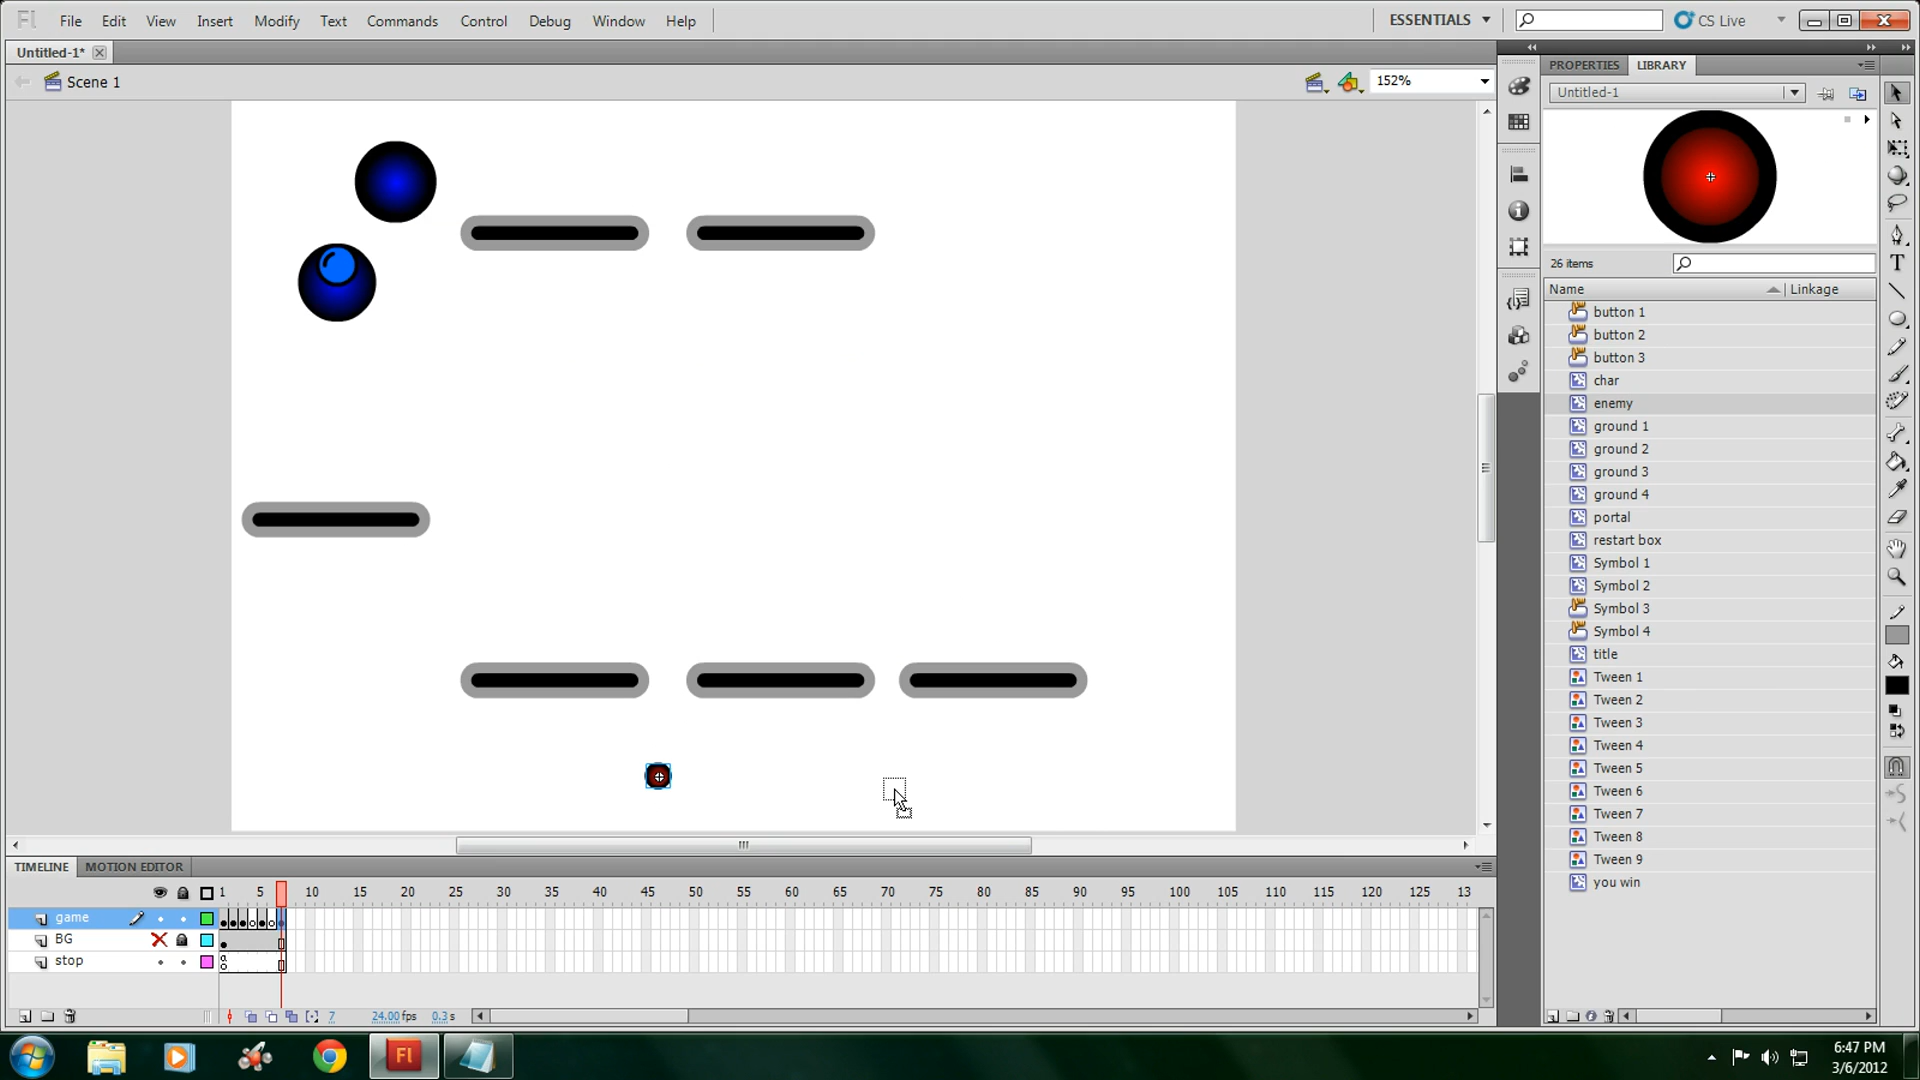 Fl File Edit View Insert Modify Text Commands Control Debug Window Help ESSENTIALS CS Live
Untitled-1*
Scene 1 152%
PROPERTIES LIBRARY
Untitled-1
26 items
Name Linkage
button 1
button 2
button 3
char
enemy
ground 1
ground 2
ground 3
ground 4
portal
restart box
Symbol 1
Symbol 2
Symbol 3
Symbol 4
title
Tween 1
Tween 2
Tween 3
Tween 4
Tween 5
Tween 6
Tween 7
Tween 8
Tween 9
you win
TIMELINE MOTION EDITOR
1 5 10 15 20 25 30 35 40 45 50 55 60 65 70 75 80 85 90 95 100 105 110 115 120 125 13
game
BG
stop
7 24.00 fps 0.3 s
Fl
6:47 PM
3/6/2012